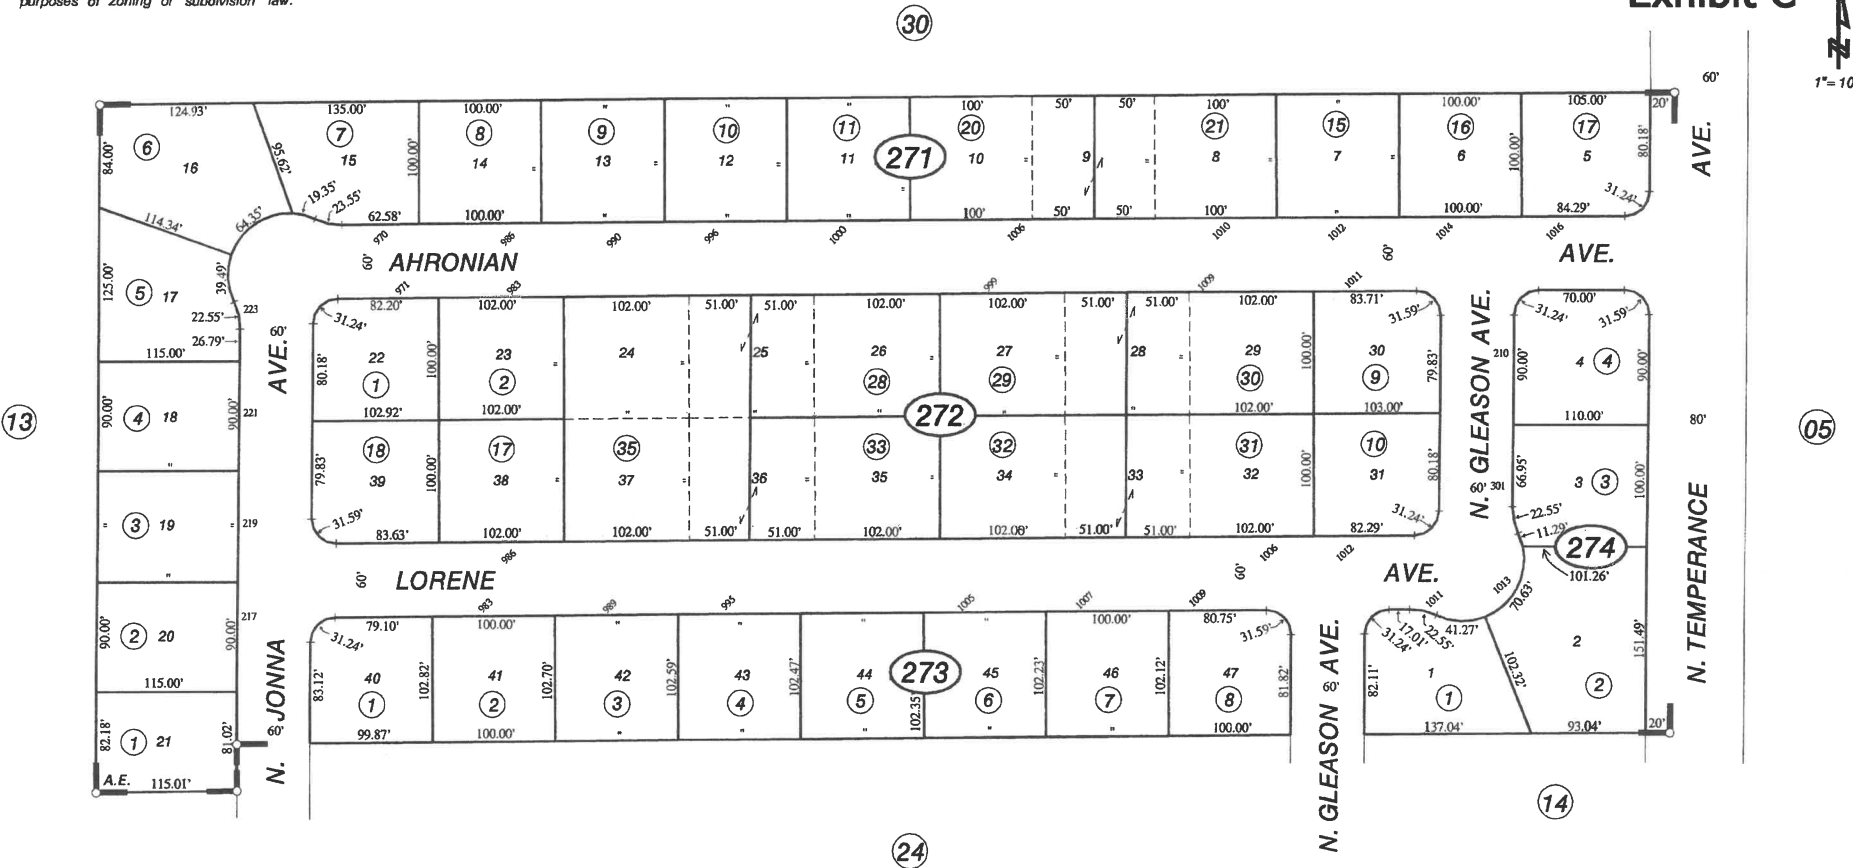 purposes of zoning or subdivision law.
Exhibit C
30
N
60'
124.93' 135.00' 100.00' " " " 100' 50' 50' 100' " 100.00' 105.00' 20'
6 7 8 9 10 11 20 21 15 16 17
271
84.00' 16 95.62' 15 100.00' 14 " 13 " 12 " 11 10 " 9 " 8 " 7 " 6 100.00' 5 80.18'
AVE.
19.35' 23.55' 31.24'
114.34' 64.35' 62.58' 100.00' " " " 100' 50' 50' 100' " 100.00' 84.29'
970 986 990 996 1000 1006 1010 1012 1014 1016
60' AHRONIAN 60' AVE.
125.00' 5 17 39.49'
22.55' 223
26.79'
115.00'
971 983 999 1009 1011
82.20' 102.00' 102.00' 51.00' 51.00' 102.00' 102.00' 51.00' 51.00' 102.00' 83.71'
31.24' 31.59'
AVE. 60'
80.18' 22 100.00' 23 24 " 25 " 26 " 27 " 28 " 29 100.00' 30 79.83'
1 2 28 29 30 9
102.92' 102.00' " " " " " 102.00' 103.00'
272
18 17 35 33 32 31 10
79.83' 39 100.00' 38 " 37 " 36 " 35 " 34 " 33 " 32 100.00' 31 80.18'
31.59' 31.24'
83.63' 102.00' 102.00' 51.00' 51.00' 102.00' 102.00' 51.00' 51.00' 102.00' 82.29'
986 1006 1012
N. GLEASON AVE.
60'
70.00'
31.24' 31.59'
210 90.00' 4 4 90.00'
110.00'
301 66.95' 3 3 100.00'
22.55'
11.29'
274
101.26'
80'
N. TEMPERANCE
13
05
90.00' 4 18 90.00' 221
"
" 3 19 " 219
"
90.00' 2 20 90.00' 217
115.00'
82.18' 1 21 81.02'
A.E. 115.01'
N. JONNA
60'
60' LORENE 60' AVE.
983 989 995 1005 1007 1009
79.10' 100.00' " " " " 100.00' 80.75'
31.24' 31.59'
273
83.12' 40 102.82' 41 102.70' 42 102.59' 43 102.47' 44 102.35' 45 102.23' 46 102.12' 47 81.82'
1 2 3 4 5 6 7 8
99.87' 100.00' " " " " " 100.00'
N. GLEASON AVE.
60'
1011 1013
17.01' 22.55' 41.27' 70.63'
31.24'
82.11' 1 102.32' 2 151.49'
1 2
137.04' 93.04' 20'
14
24